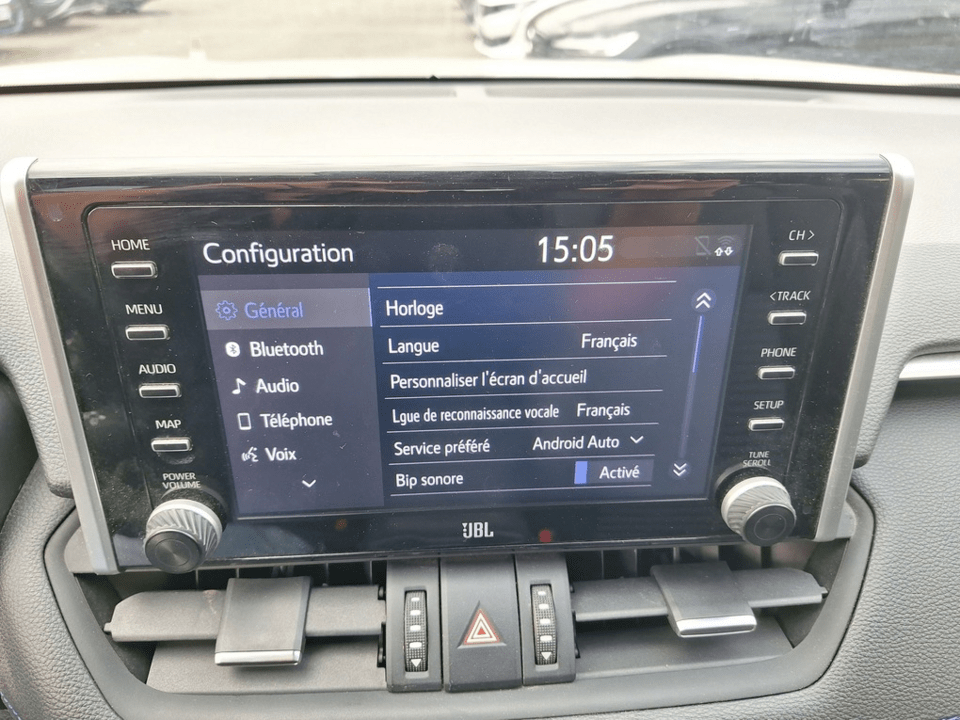 HOME
MENU
AUDIO
MAP
POWER
VOLUME
Configuration 15:05
Général
Bluetooth
Audio
Téléphone
Voix
Horloge
Langue Français
Personnaliser l'écran d'accueil
Lgue de reconnaissance vocale Français
Service préféré Android Auto
Bip sonore Activé
CH >
< TRACK
PHONE
SETUP
TUNE
SCROLL
JBL